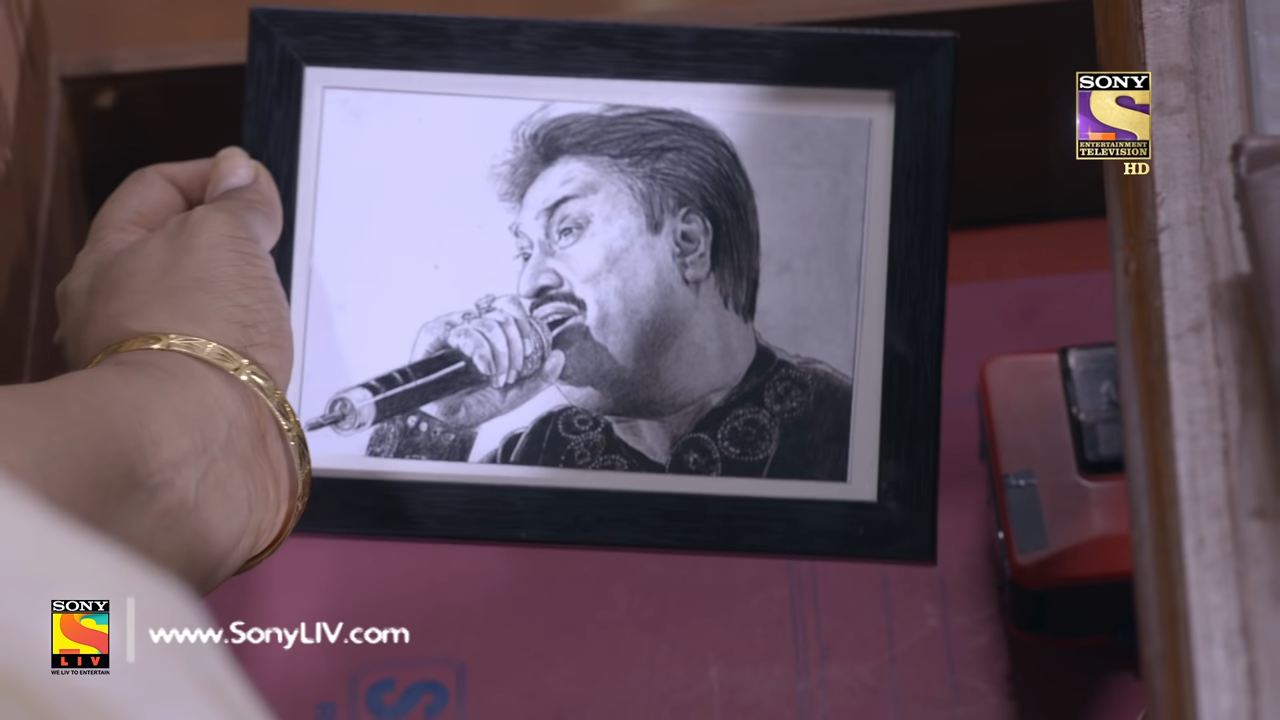 SONY
ENTERTAINMENT
TELEVISION
HD
SONY
LIV
WE LIV TO ENTERTAIN
www.SonyLIV.com